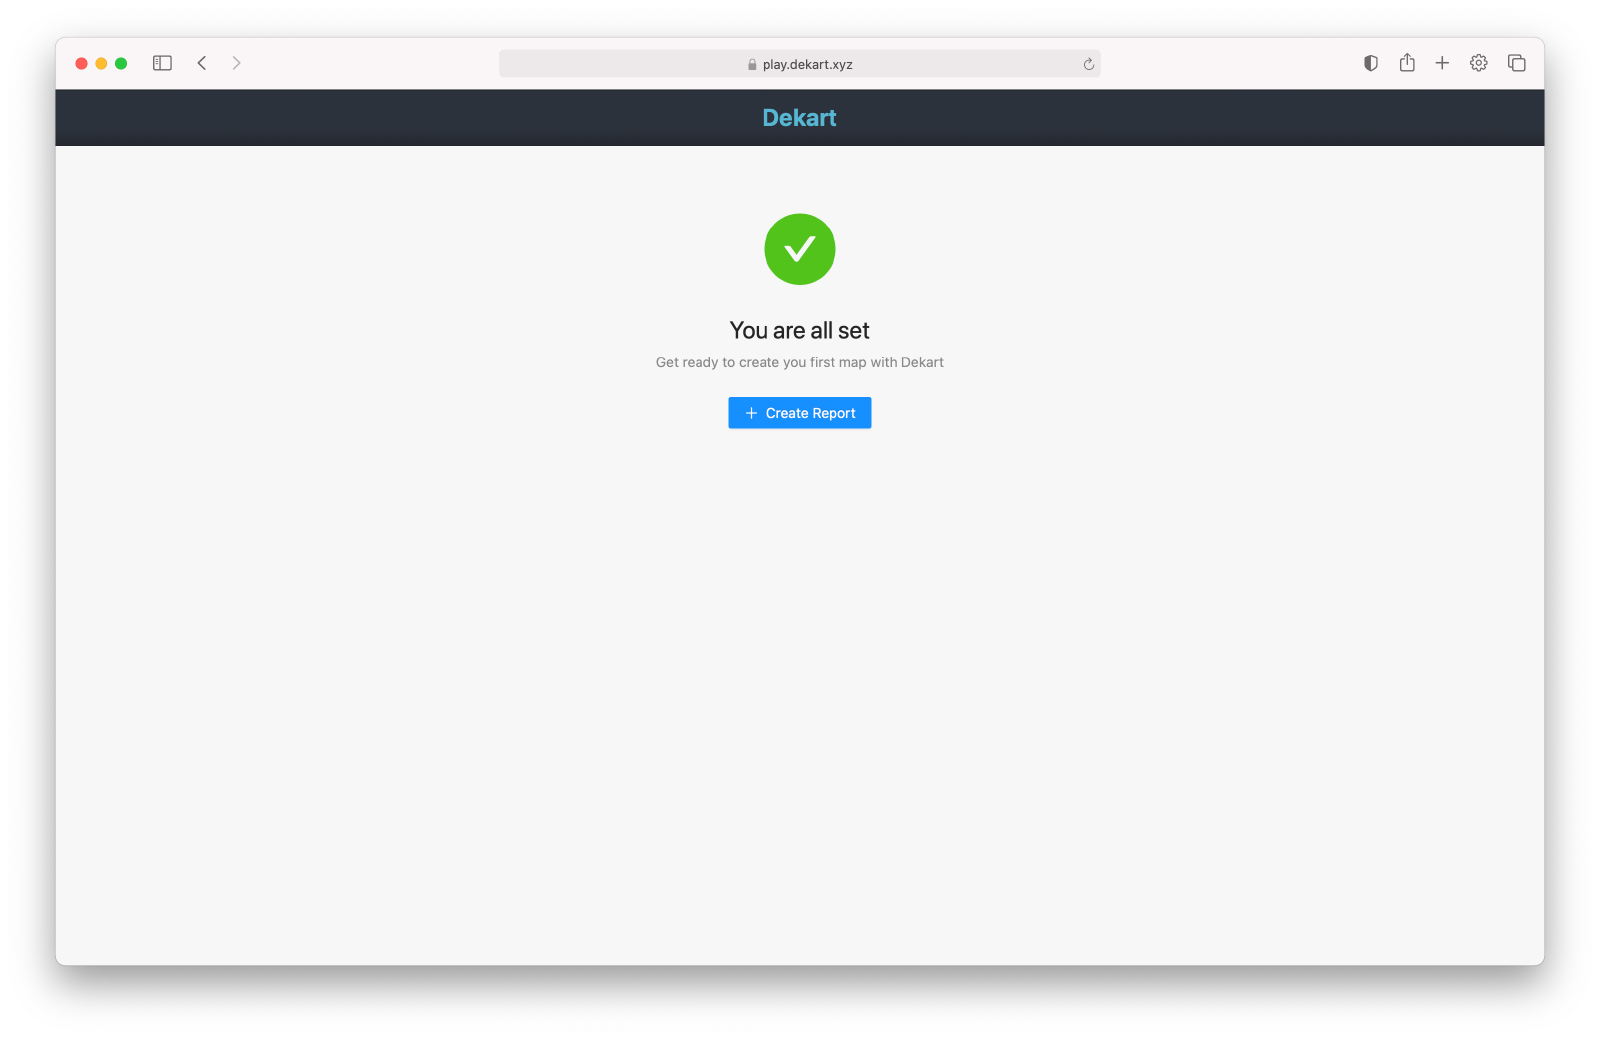 play.dekart.xyz
Dekart
You are all set
Get ready to create you first map with Dekart
Create Report